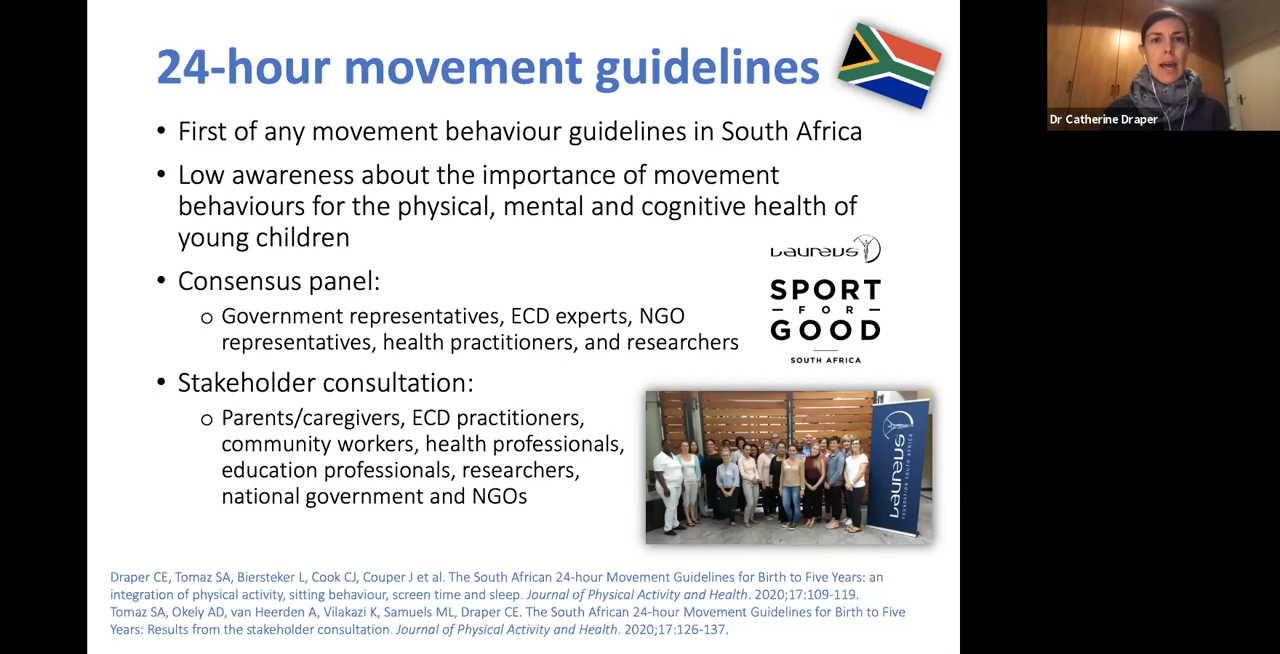 24-hour movement guidelines
• First of any movement behaviour guidelines in South Africa
• Low awareness about the importance of movement
behaviours for the physical, mental and cognitive health of
young children
• Consensus panel:
o Government representatives, ECD experts, NGO
representatives, health practitioners, and researchers
• Stakeholder consultation:
o Parents/caregivers, ECD practitioners,
community workers, health professionals,
education professionals, researchers,
national government and NGOs
LAUREUS
SPORT
FOR
GOOD
SOUTH AFRICA
LAUREUS
FOUNDATION SOUTH AFRICA
Draper CE, Tomaz SA, Biersteker L, Cook CJ, Couper J et al. The South African 24-hour Movement Guidelines for Birth to Five Years: an
integration of physical activity, sitting behaviour, screen time and sleep. Journal of Physical Activity and Health. 2020;17:109-119.
Tomaz SA, Okely AD, van Heerden A, Vilakazi K, Samuels ML, Draper CE. The South African 24-hour Movement Guidelines for Birth to Five
Years: Results from the stakeholder consultation. Journal of Physical Activity and Health. 2020;17:126-137.
Dr Catherine Draper